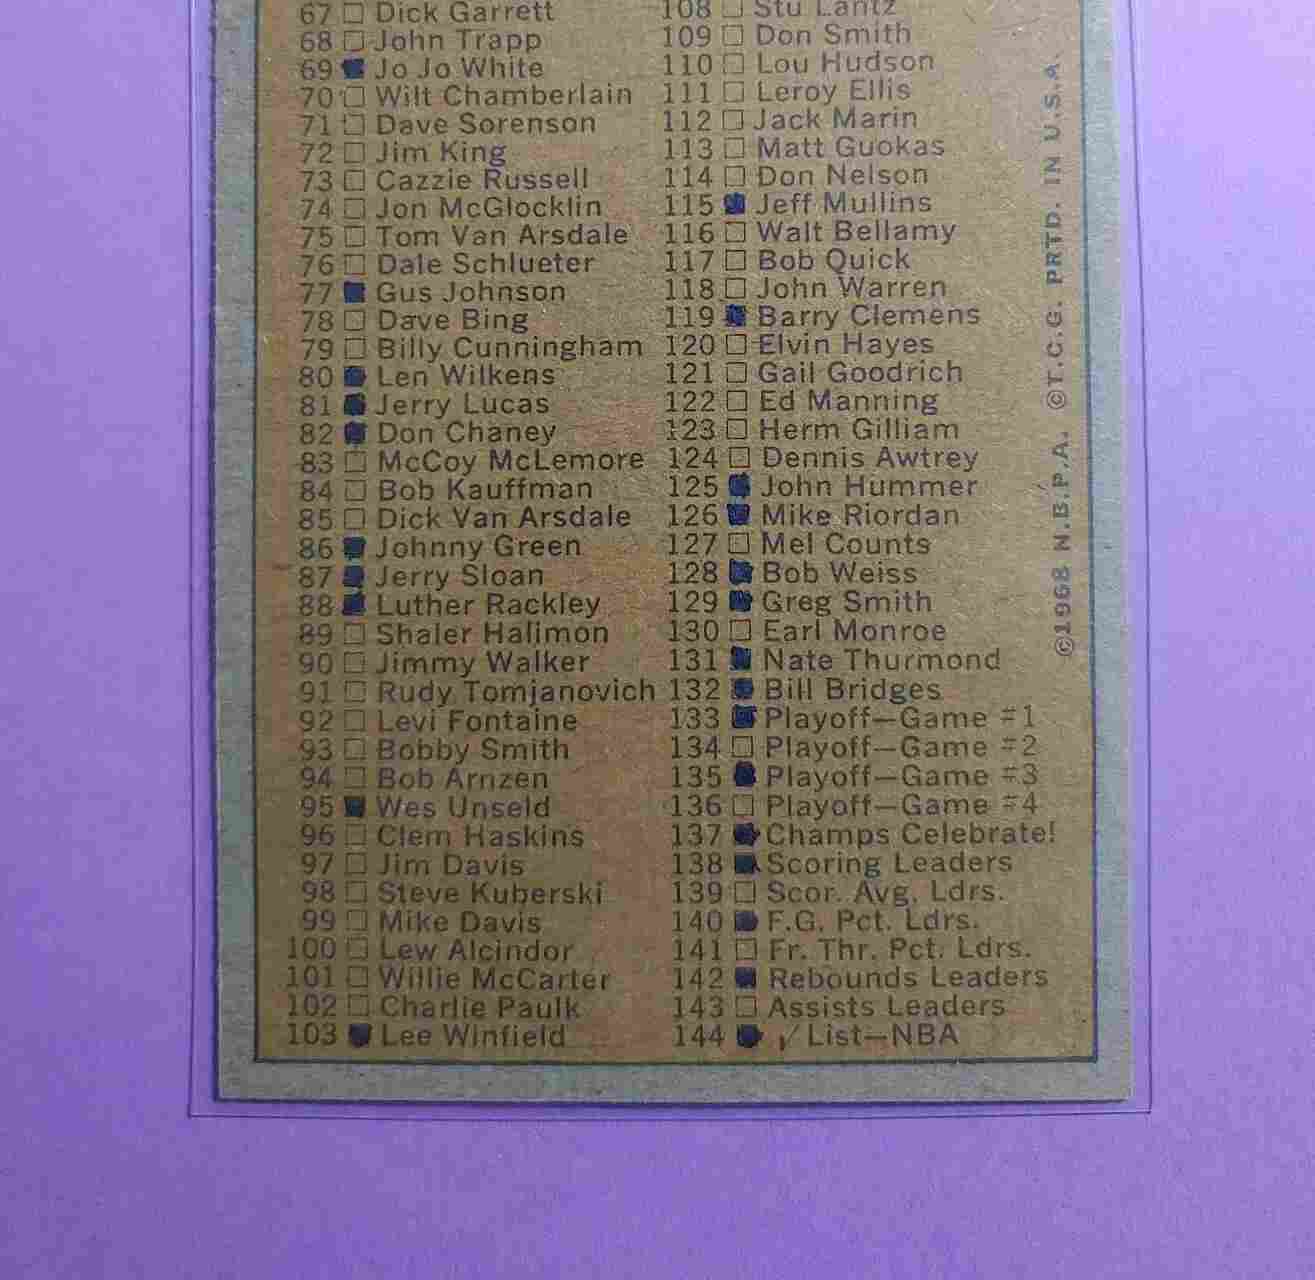 67 Dick Garrett
68 John Trapp
69 Jo Jo White
70 Wilt Chamberlain
71 Dave Sorenson
72 Jim King
73 Cazzie Russell
74 Jon McGlocklin
75 Tom Van Arsdale
76 Dale Schlueter
77 Gus Johnson
78 Dave Bing
79 Billy Cunningham
80 Len Wilkens
81 Jerry Lucas
82 Don Chaney
83 McCoy McLemore
84 Bob Kauffman
85 Dick Van Arsdale
86 Johnny Green
87 Jerry Sloan
88 Luther Rackley
89 Shaler Halimon
90 Jimmy Walker
91 Rudy Tomjanovich
92 Levi Fontaine
93 Bobby Smith
94 Bob Arnzen
95 Wes Unseld
96 Clem Haskins
97 Jim Davis
98 Steve Kuberski
99 Mike Davis
100 Lew Alcindor
101 Willie McCarter
102 Charlie Paulk
103 Lee Winfield
108 Stu Lantz
109 Don Smith
110 Lou Hudson
111 Leroy Ellis
112 Jack Marin
113 Matt Guokas
114 Don Nelson
115 Jeff Mullins
116 Walt Bellamy
117 Bob Quick
118 John Warren
119 Barry Clemens
120 Elvin Hayes
121 Gail Goodrich
122 Ed Manning
123 Herm Gilliam
124 Dennis Awtrey
125 John Hummer
126 Mike Riordan
127 Mel Counts
128 Bob Weiss
129 Greg Smith
130 Earl Monroe
131 Nate Thurmond
132 Bill Bridges
133 Playoff—Game #1
134 Playoff—Game #2
135 Playoff—Game #3
136 Playoff—Game #4
137 Champs Celebrate!
138 Scoring Leaders
139 Scor. Avg. Ldrs.
140 F.G. Pct. Ldrs.
141 Fr. Thr. Pct. Ldrs.
142 Rebounds Leaders
143 Assists Leaders
144 √ List—NBA
©1968 N.B.P.A. ©T.C.G. PRTD. IN U.S.A.